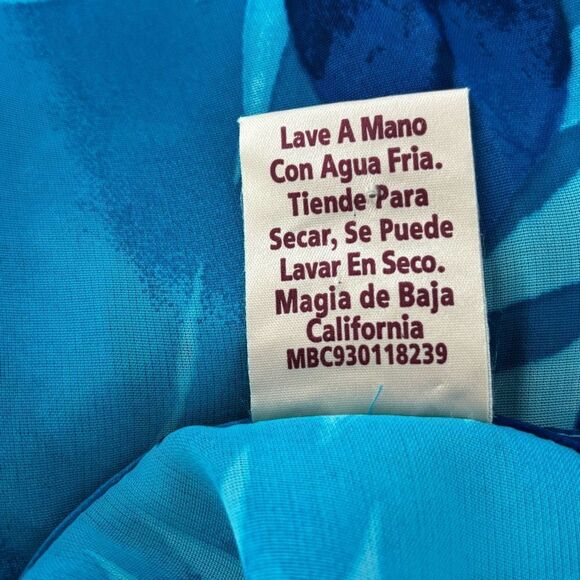 Lave A Mano
Con Agua Fria.
Tiende Para
Secar, Se Puede
Lavar En Seco.
Magia de Baja
California
MBC930118239